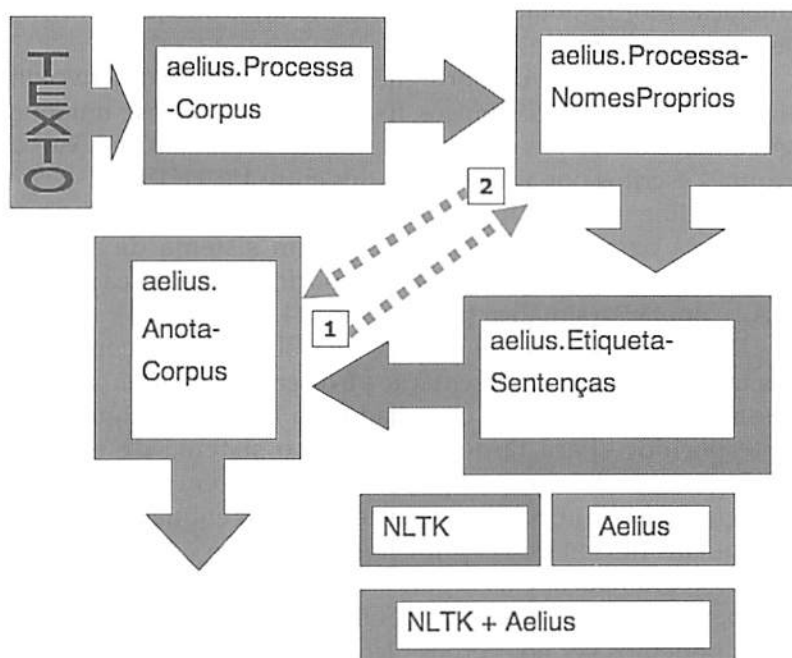 TEXTO
aelius.Processa
-Corpus
aelius.Processa-
NomesProprios
2
1
aelius.
Anota-
Corpus
aelius.Etiqueta-
Sentenças
NLTK
Aelius
NLTK + Aelius